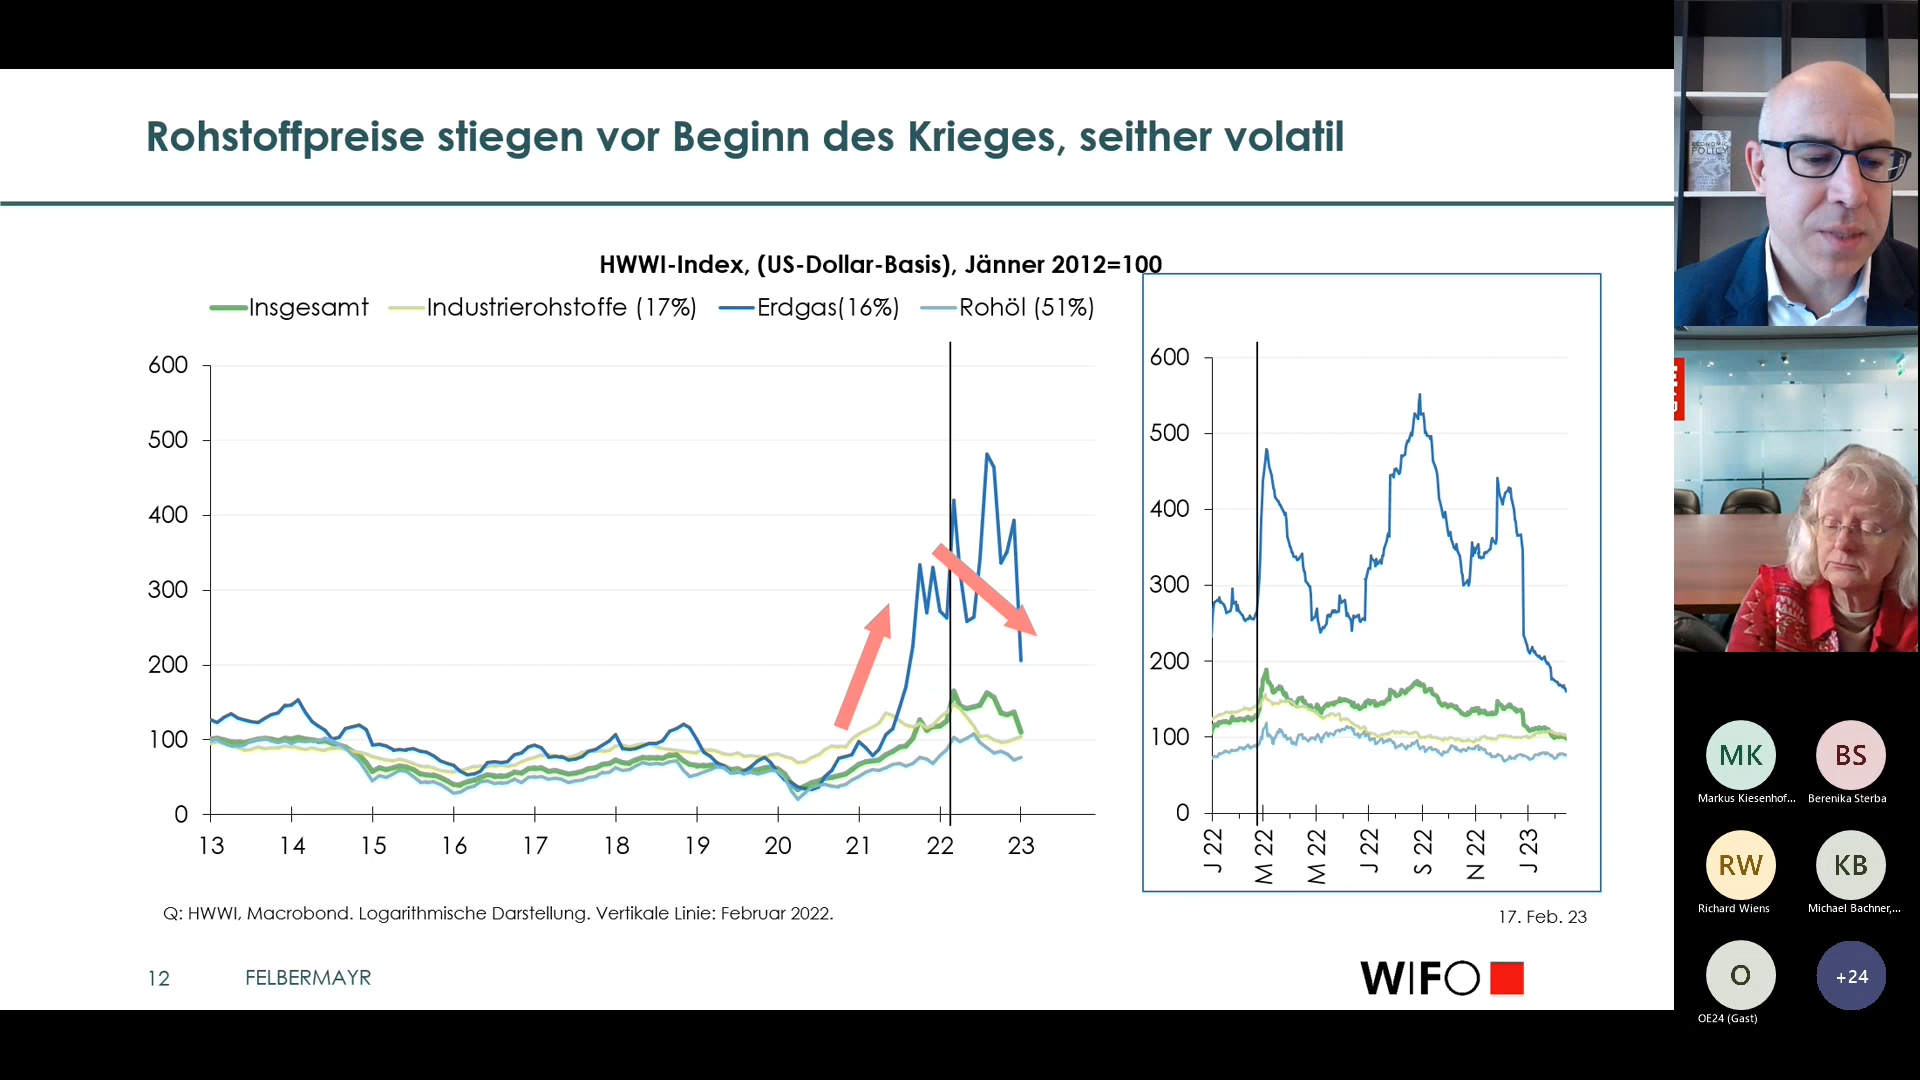 Rohstoffpreise stiegen vor Beginn des Krieges, seither volatil
HWWI-Index, (US-Dollar-Basis), Jänner 2012=100
Insgesamt Industrierohstoffe (17%) Erdgas(16%) Rohöl (51%)
600
500
400
300
200
100
0
13 14 15 16 17 18 19 20 21 22 23
600
500
400
300
200
100
0
J 22 M 22 M 22 J 22 S 22 N 22 J 23
Q: HWWI, Macrobond. Logarithmische Darstellung. Vertikale Linie: Februar 2022.
17. Feb. 23
12 FELBERMAYR
WIFO
ECONOMIC
POLICY
MK BS
Markus Kiesenhof... Berenika Sterba
RW KB
Richard Wiens Michael Bachner,...
O +24
OE24 (Gast)